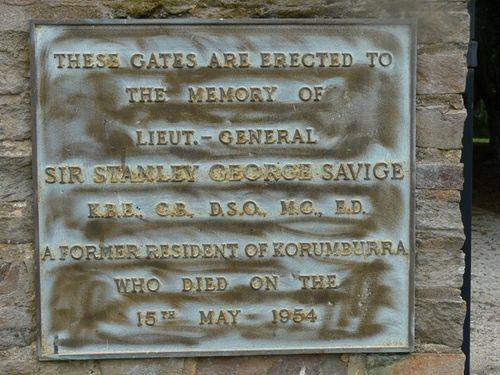 THESE GATES ARE ERECTED TO
THE MEMORY OF
LIEUT.-GENERAL
SIR STANLEY GEORGE SAVIGE
K.B.E., C.B., D.S.O., M.C., E.D.
A FORMER RESIDENT OF KORUMBURRA
WHO DIED ON THE
15TH MAY 1954